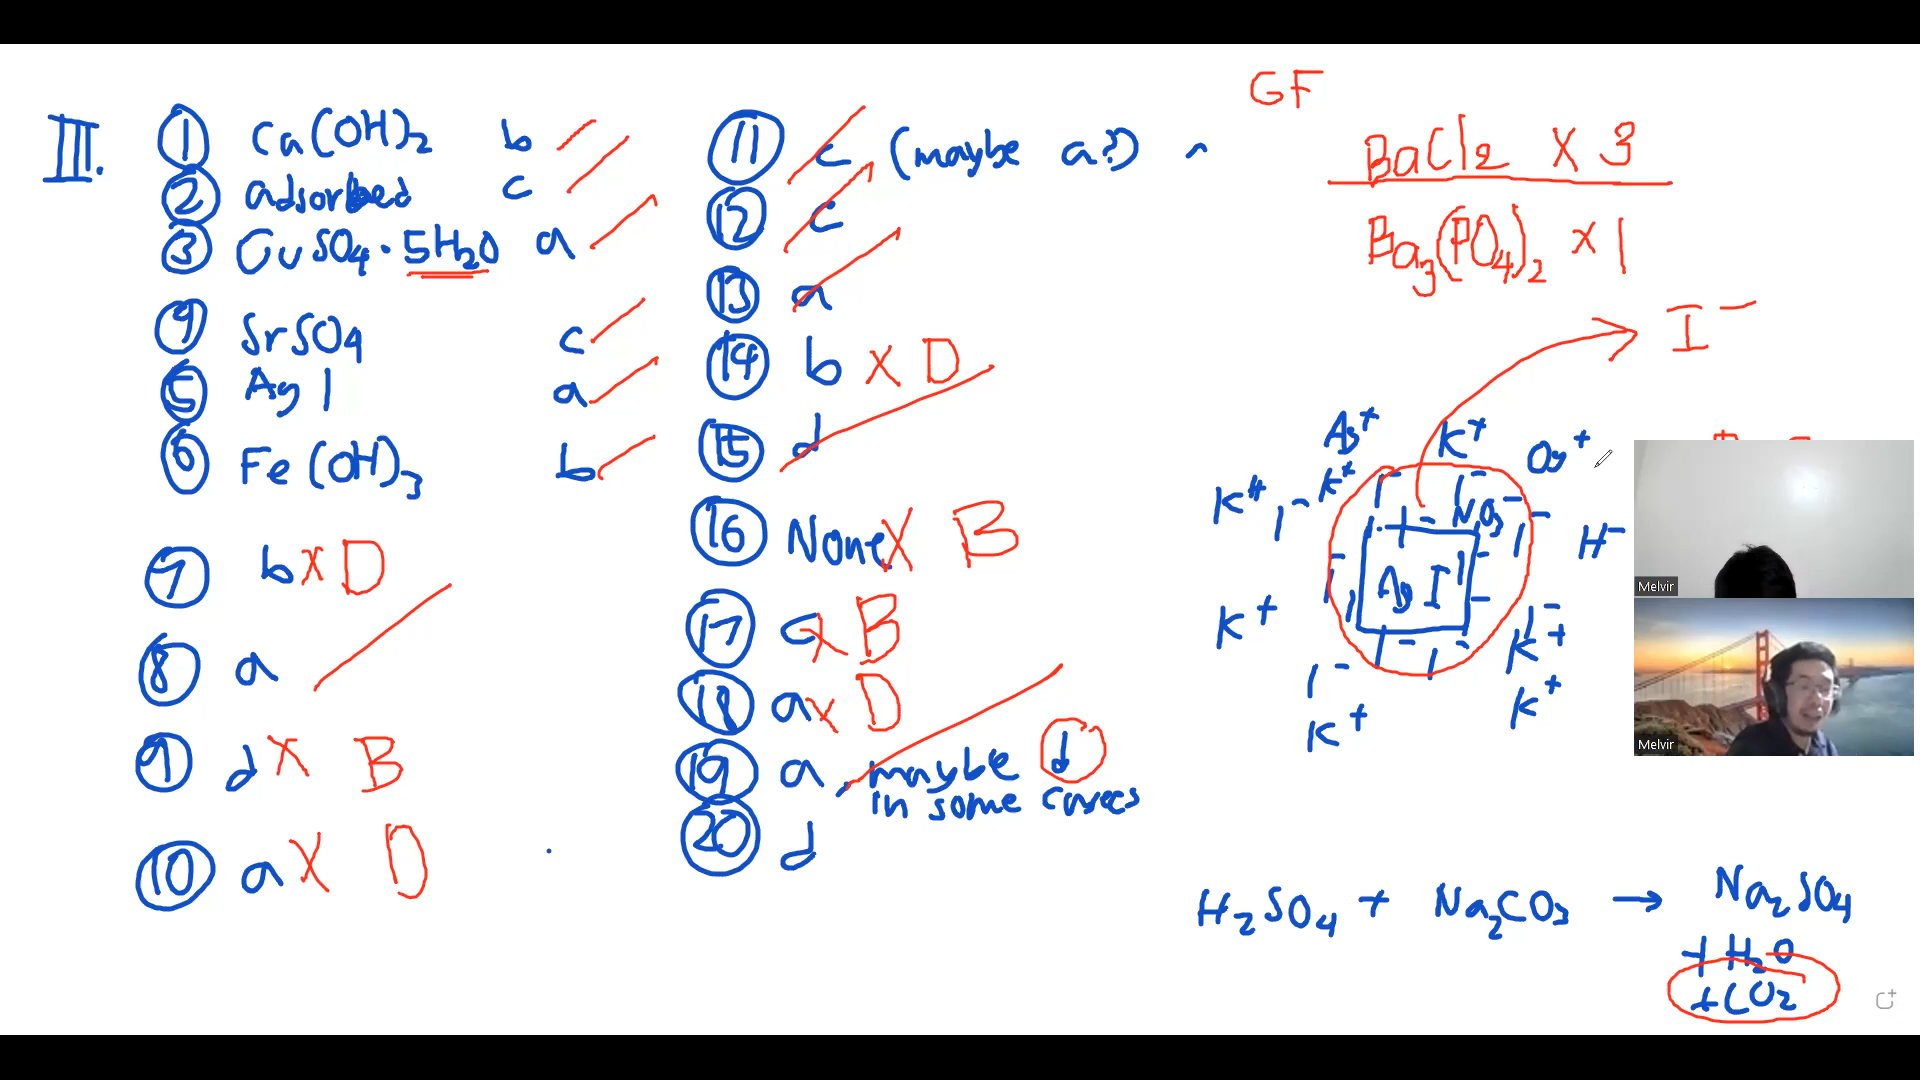 III.
① Ca(OH)₂ b
② adsorbed c
③ CuSO₄·5H₂O a
④ SrSO₄ c
⑤ AgI a
⑥ Fe(OH)₃ b
⑦ b X D
⑧ a
⑨ d X B
⑩ a X D
⑪ c (maybe a?)
⑫ c
⑬ a
⑭ b X D
⑮ d
⑯ None X B
⑰ c X B
⑱ a X D
⑲ a, maybe d
in some cases
⑳ d
GF
BaCl₂ X 3
Ba₃(PO₄)₂ X 1
I⁻
Ag⁺ K⁺
K⁺ I⁻ K⁺ I⁻ I⁻
I⁻ NO₃⁻ I⁻ H⁻
AgI
K⁺ I⁻ K⁺
I⁻ I⁻ I⁻ K⁺
K⁺
H₂SO₄ + Na₂CO₃ → Na₂SO₄
+ H₂O
+ CO₂
Melvir
Melvir